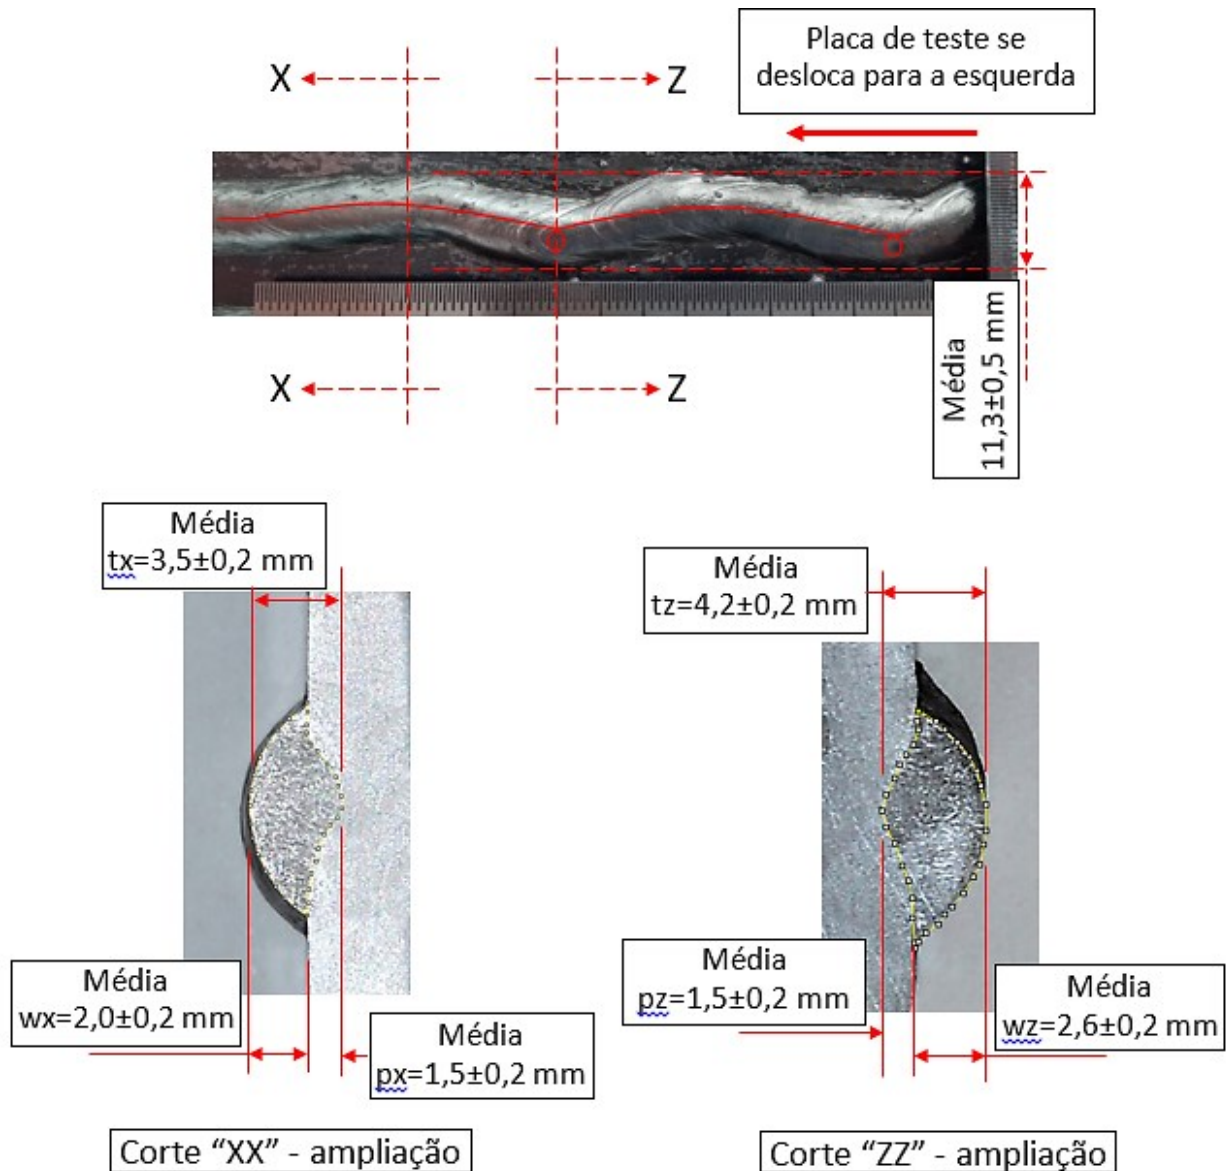 Placa de teste se
desloca para a esquerda
X
Z
X
Z
Média
11,3±0,5 mm
Média
tx=3,5±0,2 mm
Média
tz=4,2±0,2 mm
Média
wx=2,0±0,2 mm
Média
px=1,5±0,2 mm
Média
pz=1,5±0,2 mm
Média
wz=2,6±0,2 mm
Corte “XX” - ampliação
Corte “ZZ” - ampliação